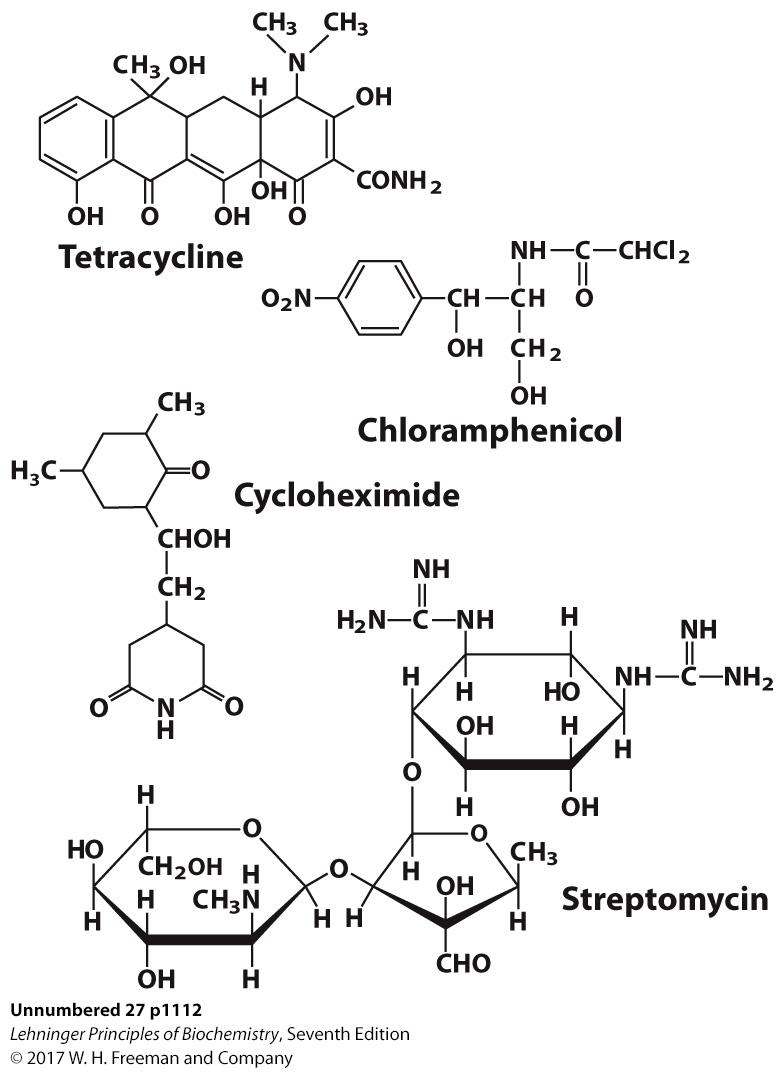 CH3 CH3
N
CH3 OH
H
OH
CONH2
OH
OH O OH O
Tetracycline
NH C CHCl2
O2N CH CH O
OH CH2
OH
Chloramphenicol
CH3
H3C O
Cycloheximide
CHOH
CH2
O O
N
H
NH
H2N C NH
H
NH
NH C NH2
H
H HO
OH H
H
O
H OH
H
O
O
HO
CH2OH
H
H CH3N
H
H
OH H
O
H
H
CH3
OH
H
CHO
Streptomycin
Unnumbered 27 p1112
Lehninger Principles of Biochemistry, Seventh Edition
© 2017 W. H. Freeman and Company